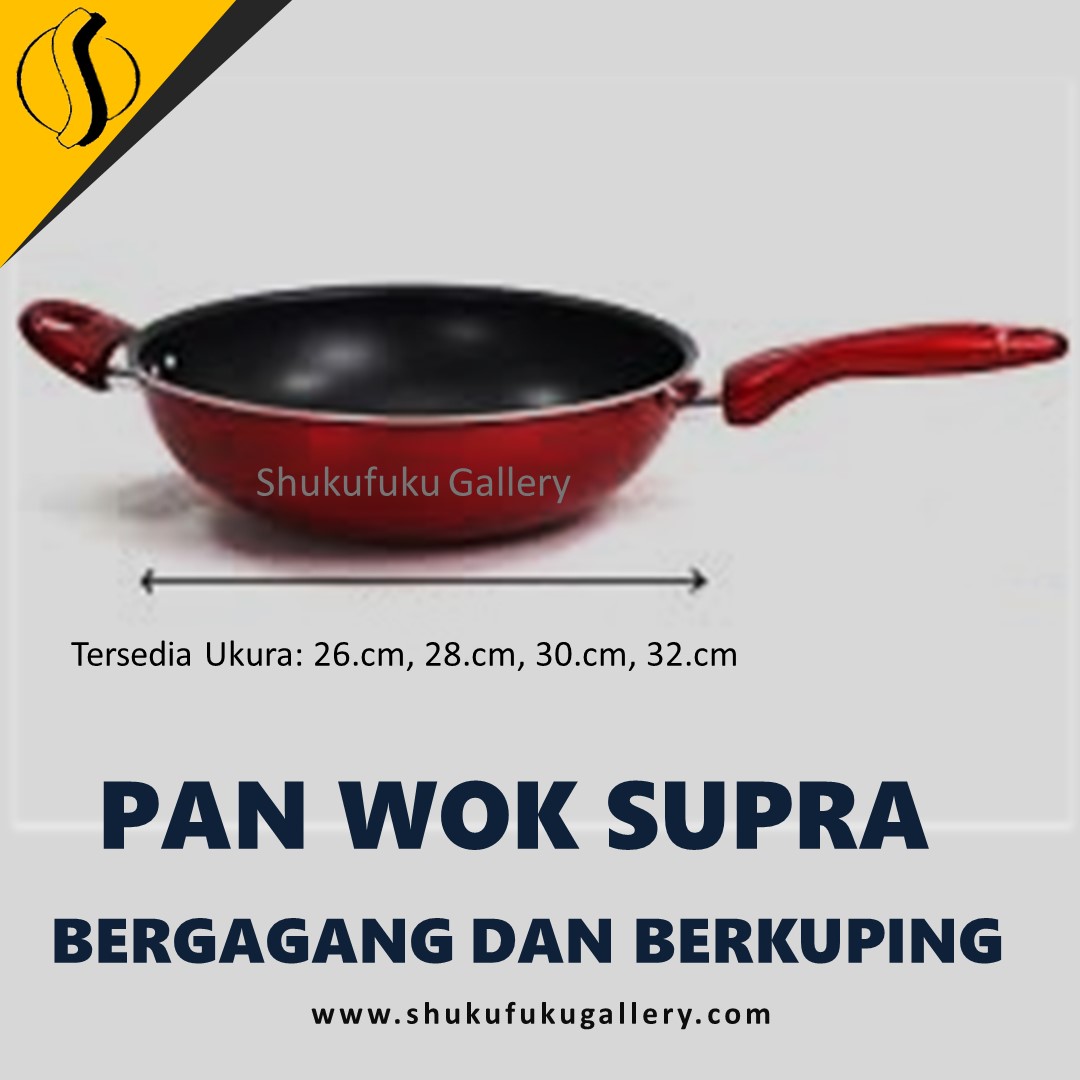 Shukufuku Gallery
Tersedia Ukura: 26.cm, 28.cm, 30.cm, 32.cm
PAN WOK SUPRA
BERGAGANG DAN BERKUPING
www.shukufukugallery.com